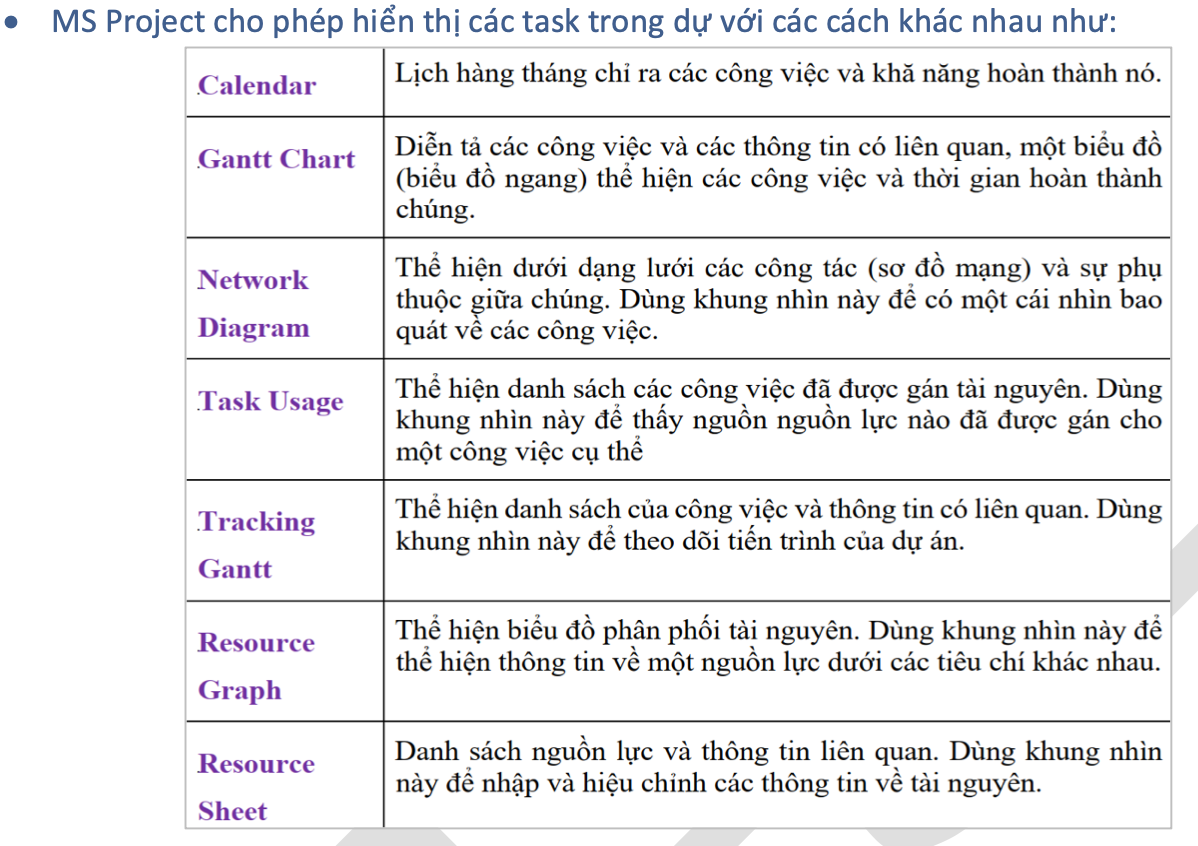 • MS Project cho phép hiển thị các task trong dự với các cách khác nhau như:
Calendar
Lịch hàng tháng chỉ ra các công việc và khă năng hoàn thành nó.
Gantt Chart
Diễn tả các công việc và các thông tin có liên quan, một biểu đồ
(biểu đồ ngang) thể hiện các công việc và thời gian hoàn thành
chúng.
Network
Diagram
Thể hiện dưới dạng lưới các công tác (sơ đồ mạng) và sự phụ
thuộc giữa chúng. Dùng khung nhìn này để có một cái nhìn bao
quát về các công việc.
Task Usage
Thể hiện danh sách các công việc đã được gán tài nguyên. Dùng
khung nhìn này để thấy nguồn nguồn lực nào đã được gán cho
một công việc cụ thể
Tracking
Gantt
Thể hiện danh sách của công việc và thông tin có liên quan. Dùng
khung nhìn này để theo dõi tiến trình của dự án.
Resource
Graph
Thể hiện biểu đồ phân phối tài nguyên. Dùng khung nhìn này để
thể hiện thông tin về một nguồn lực dưới các tiêu chí khác nhau.
Resource
Sheet
Danh sách nguồn lực và thông tin liên quan. Dùng khung nhìn
này để nhập và hiệu chỉnh các thông tin về tài nguyên.